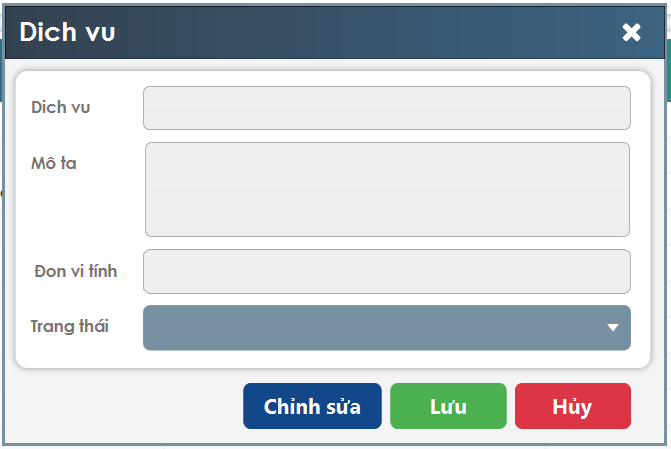 Dich vu
Dich vu
Mô ta
Đon vi tính
Trang thái
Chỉnh sửa
Lưu
Hủy